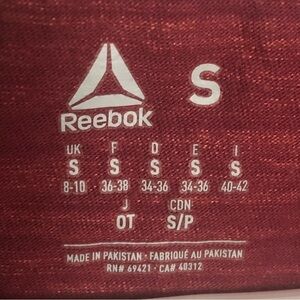 S
Reebok
UK F D E I
S S S S S
8-10 36-38 34-36 34-36 40-42
J CDN
OT S/P
MADE IN PAKISTAN · FABRIQUÉ AU PAKISTAN
RN# 69421 · CA# 40312